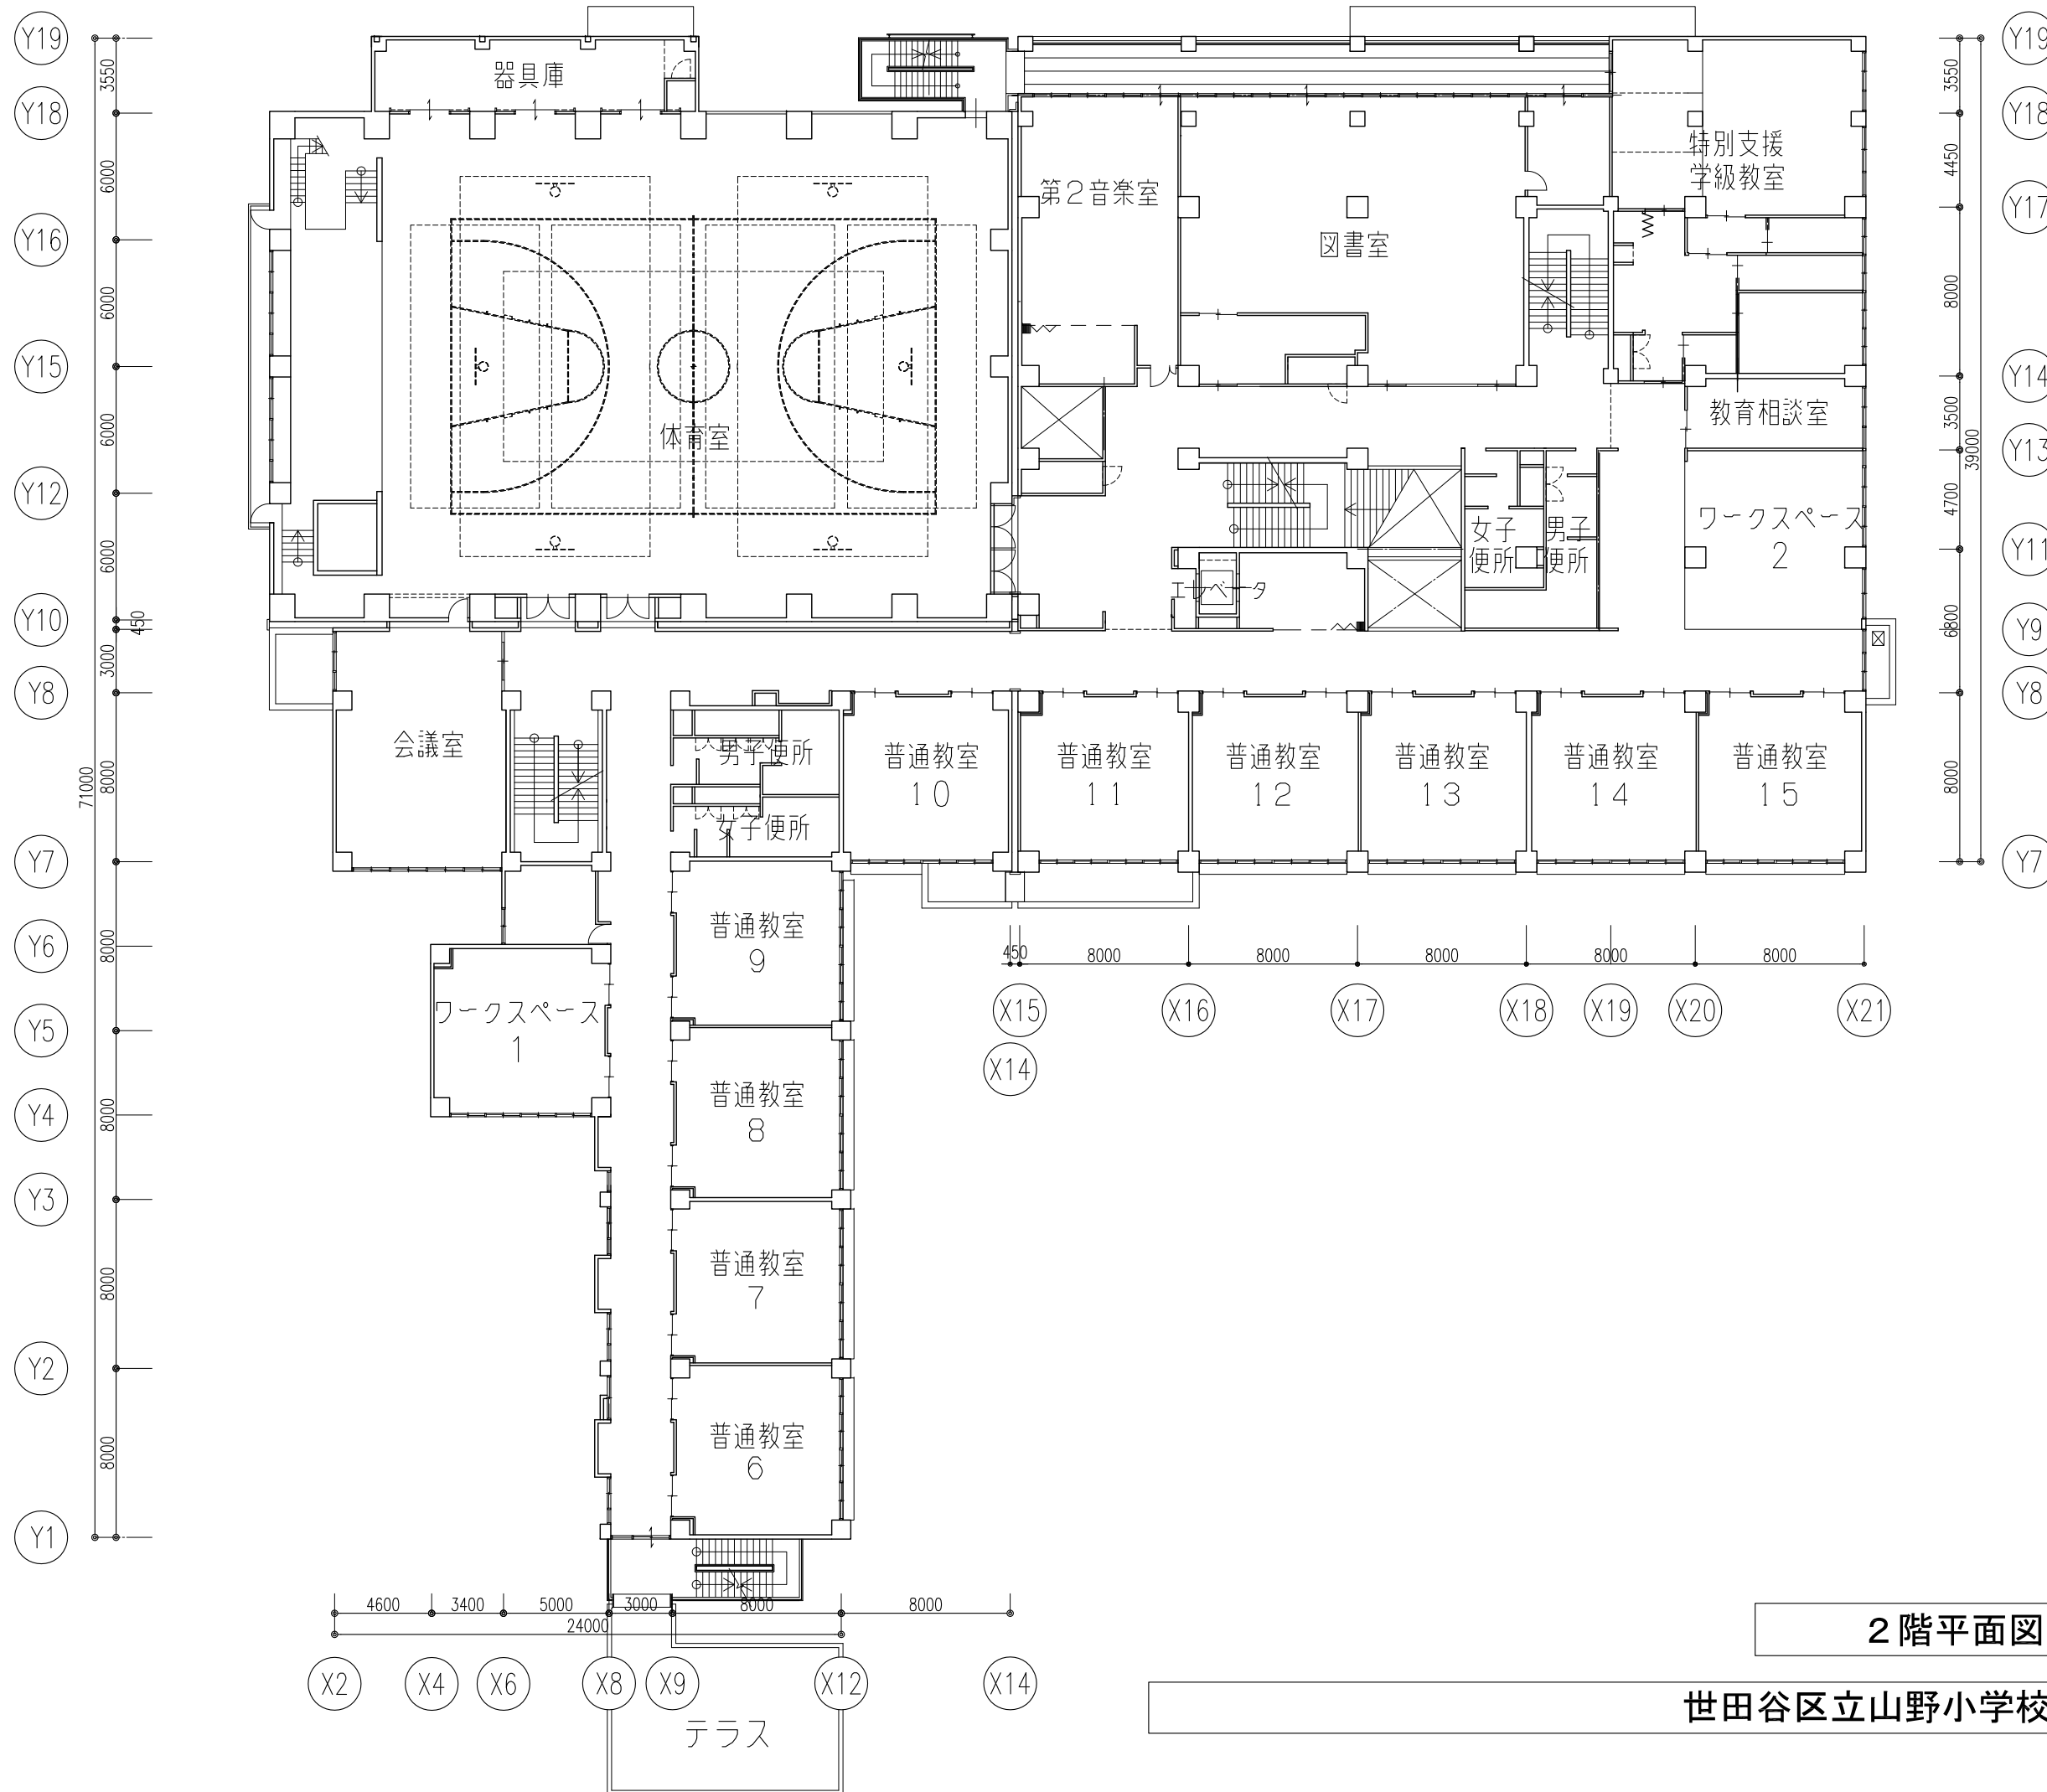 Y19
Y18
Y16
Y15
Y12
Y10
Y8
Y7
Y6
Y5
Y4
Y3
Y2
Y1
3550
6000
6000
6000
6000
450
3000
8000
8000
8000
8000
8000
71000
器具庫
体育室
第2音楽室
図書室
特別支援
学級教室
教育相談室
ワークスペース
2
女子
便所
男子
便所
エレベータ
会議室
男子便所
女子便所
普通教室
10
普通教室
11
普通教室
12
普通教室
13
普通教室
14
普通教室
15
普通教室
9
ワークスペース
1
普通教室
8
普通教室
7
普通教室
6
テラス
Y19
Y18
Y17
Y14
Y13
Y11
Y9
Y8
Y7
3550
4450
8000
3500
4700
6800
8000
39000
450
8000
8000
8000
8000
8000
X15
X16
X17
X18
X19
X20
X21
X14
4600
3400
5000
3000
8000
8000
24000
X2
X4
X6
X8
X9
X12
X14
2階平面図
世田谷区立山野小学校